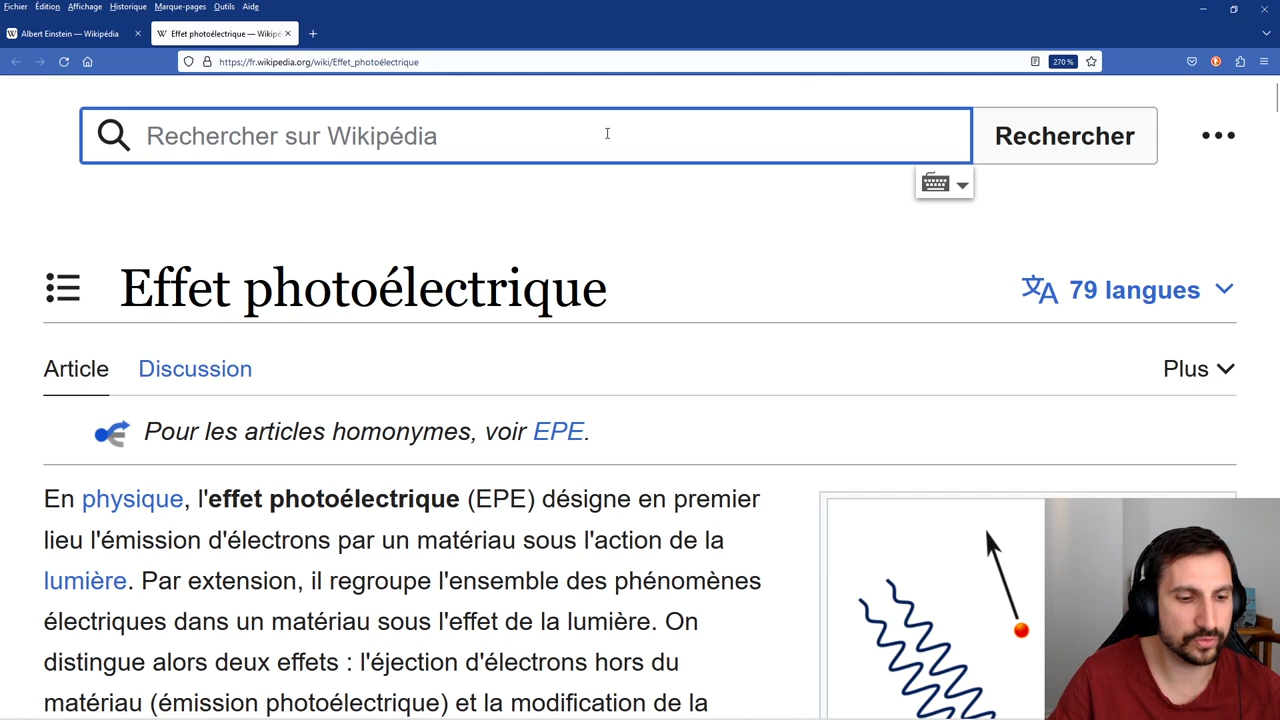 Fichier Édition Affichage Historique Marque-pages Outils Aide
Albert Einstein — Wikipédia
Effet photoélectrique — Wikipé
https://fr.wikipedia.org/wiki/Effet_photoélectrique
270 %
Rechercher sur Wikipédia
Rechercher
Effet photoélectrique
79 langues
Article Discussion
Plus
Pour les articles homonymes, voir EPE.
En physique, l'effet photoélectrique (EPE) désigne en premier
lieu l'émission d'électrons par un matériau sous l'action de la
lumière. Par extension, il regroupe l'ensemble des phénomènes
électriques dans un matériau sous l'effet de la lumière. On
distingue alors deux effets : l'éjection d'électrons hors du
matériau (émission photoélectrique) et la modification de la